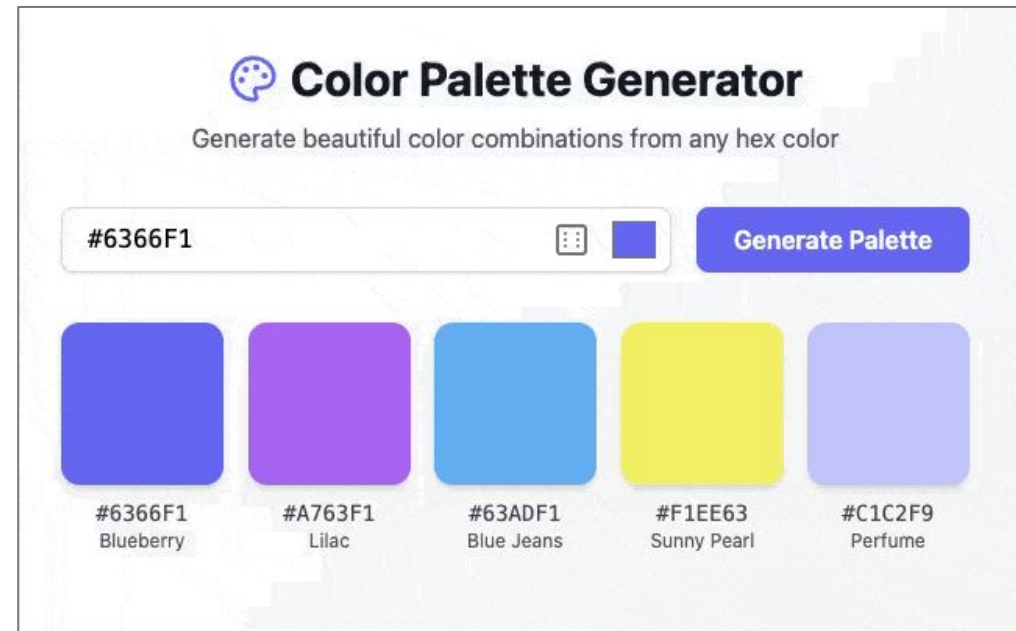 Color Palette Generator
Generate beautiful color combinations from any hex color
#6366F1
Generate Palette
#6366F1
Blueberry
#A763F1
Lilac
#63ADF1
Blue Jeans
#F1EE63
Sunny Pearl
#C1C2F9
Perfume